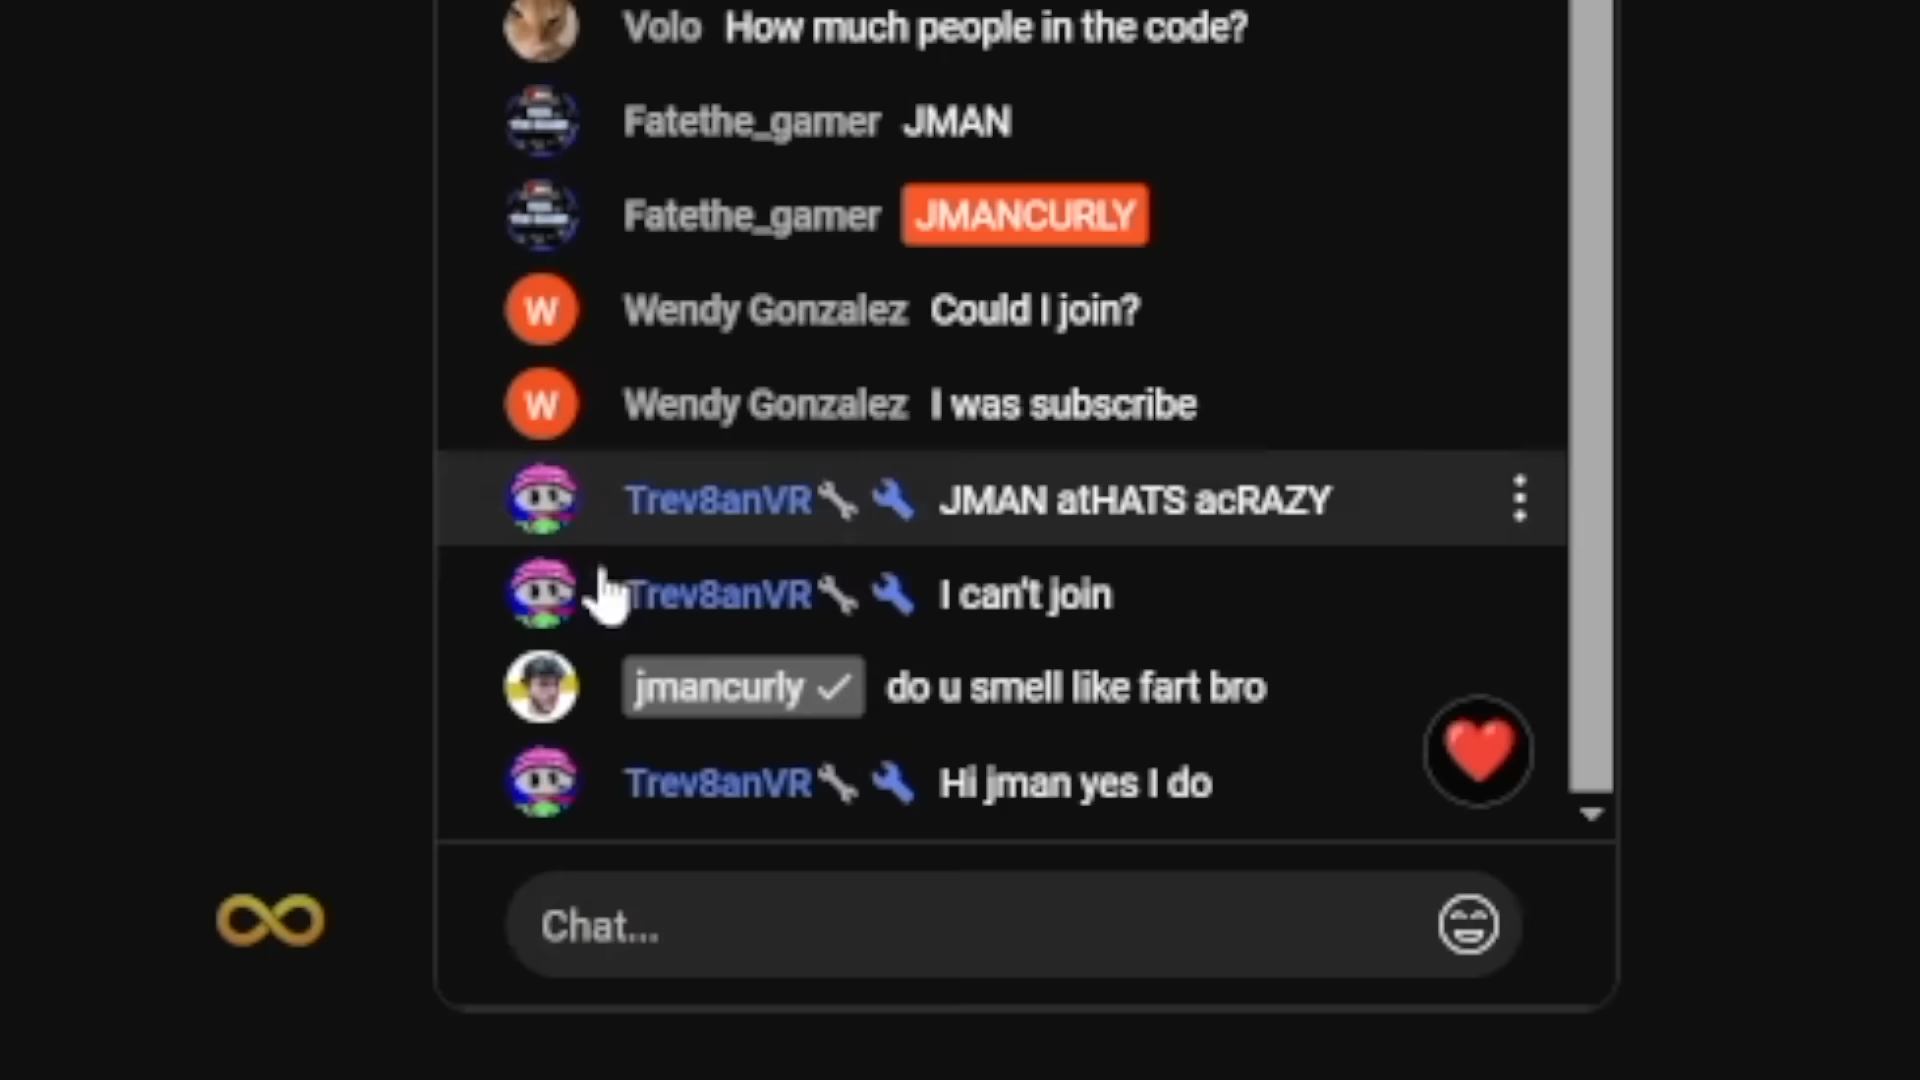 Volo How much people in the code?
Fatethe_gamer JMAN
Fatethe_gamer JMANCURLY
W Wendy Gonzalez Could I join?
W Wendy Gonzalez I was subscribe
Trev8anVR JMAN atHATS acRAZY
Trev8anVR I can't join
jmancurly do u smell like fart bro
Trev8anVR Hi jman yes I do
Chat...